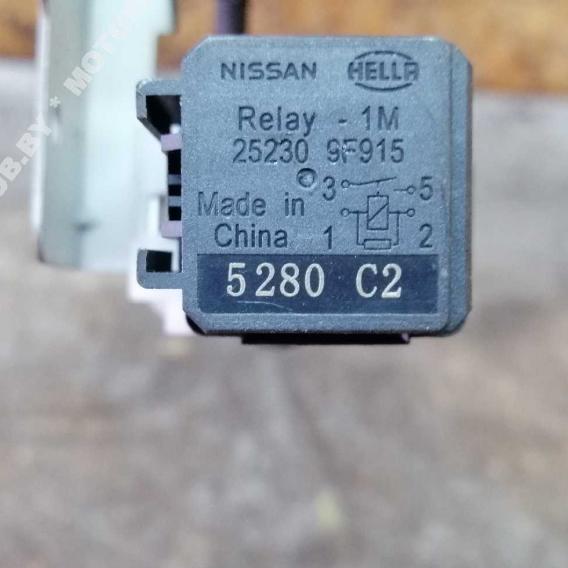 NISSAN HELLA
Relay - 1M
25230 9F915
3 5
Made in
China 1 2
5280 C2